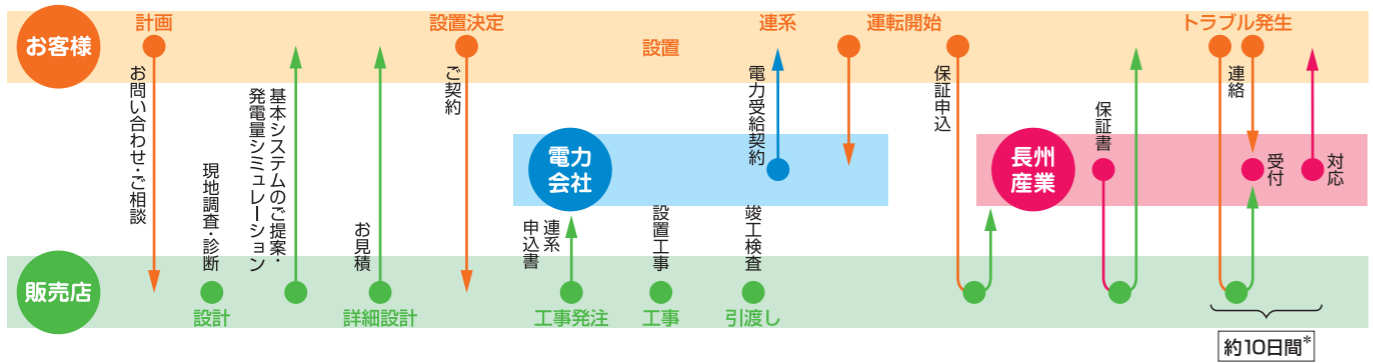 お客様
計画
設置決定
設置
連系
運転開始
トラブル発生
お問い合わせ・ご相談
現地調査・診断
基本システムのご提案・
発電量シミュレーション
お見積
ご契約
電力
会社
連系
申込書
設置工事
竣工検査
電力受給契約
保証申込
長州
産業
保証書
連絡
受付
対応
販売店
設計
詳細設計
工事発注
工事
引渡し
約10日間*